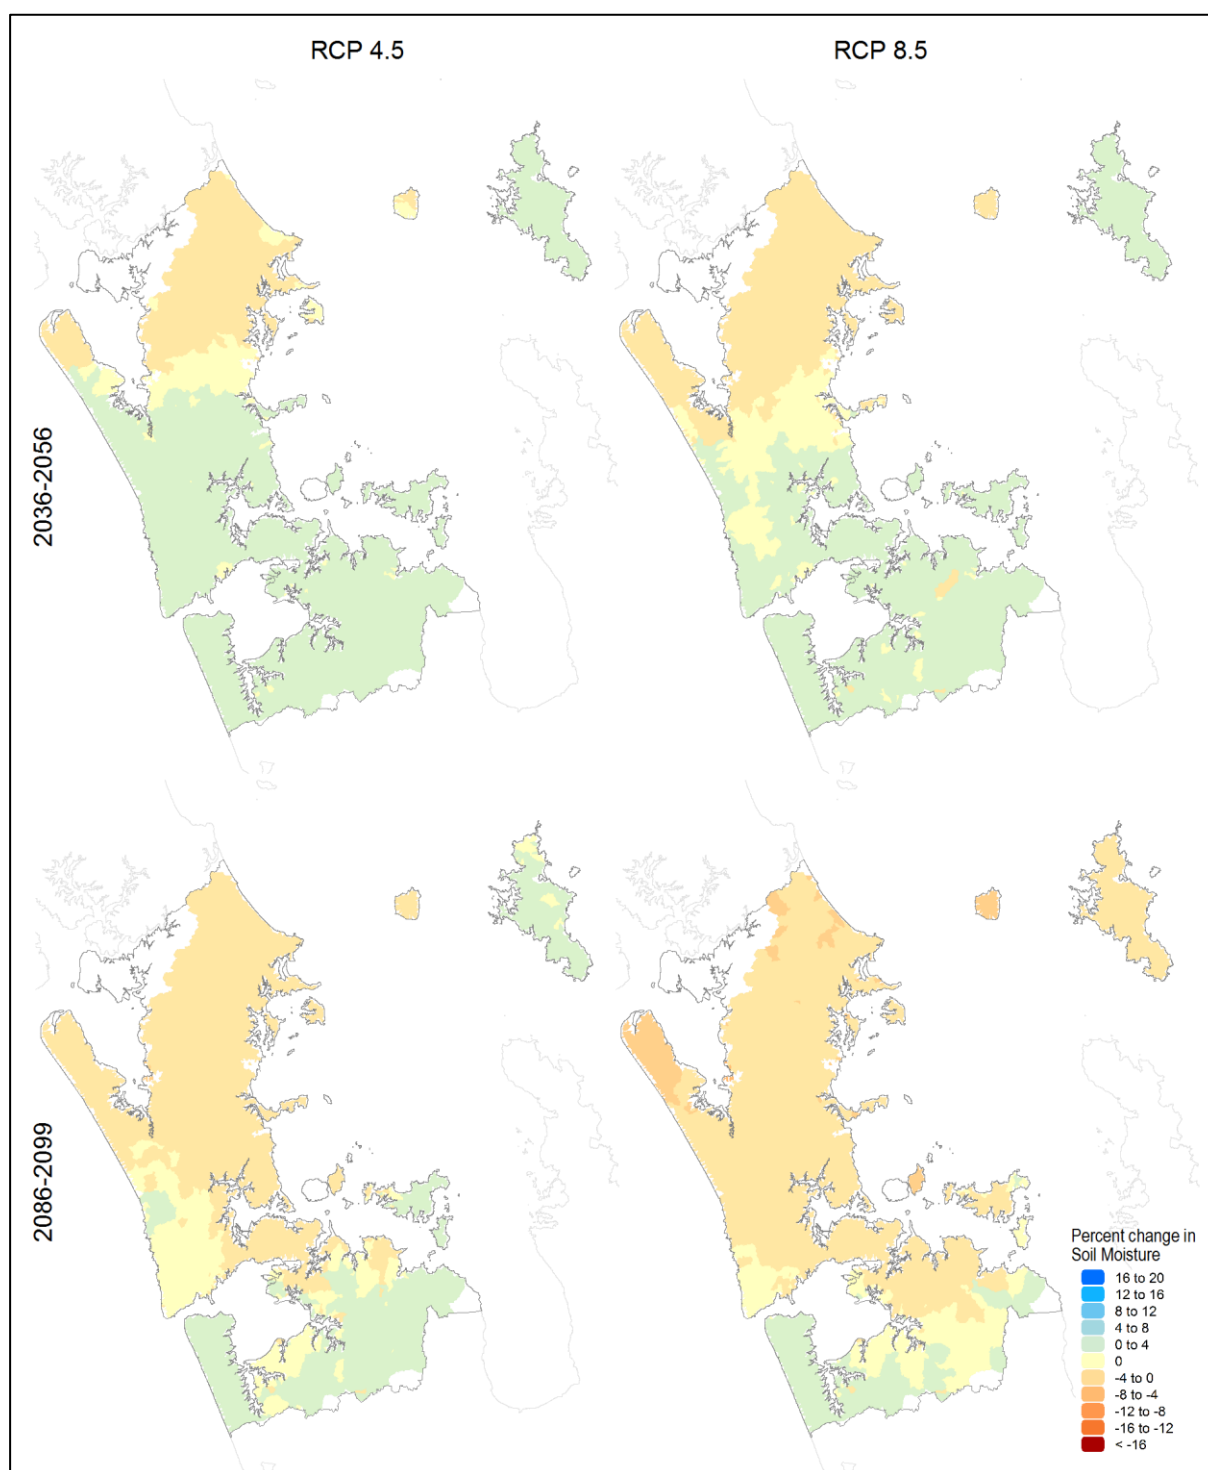 RCP 4.5
RCP 8.5
2036-2056
2086-2099
Percent change in
Soil Moisture
16 to 20
12 to 16
8 to 12
4 to 8
0 to 4
0
-4 to 0
-8 to -4
-12 to -8
-16 to -12
< -16